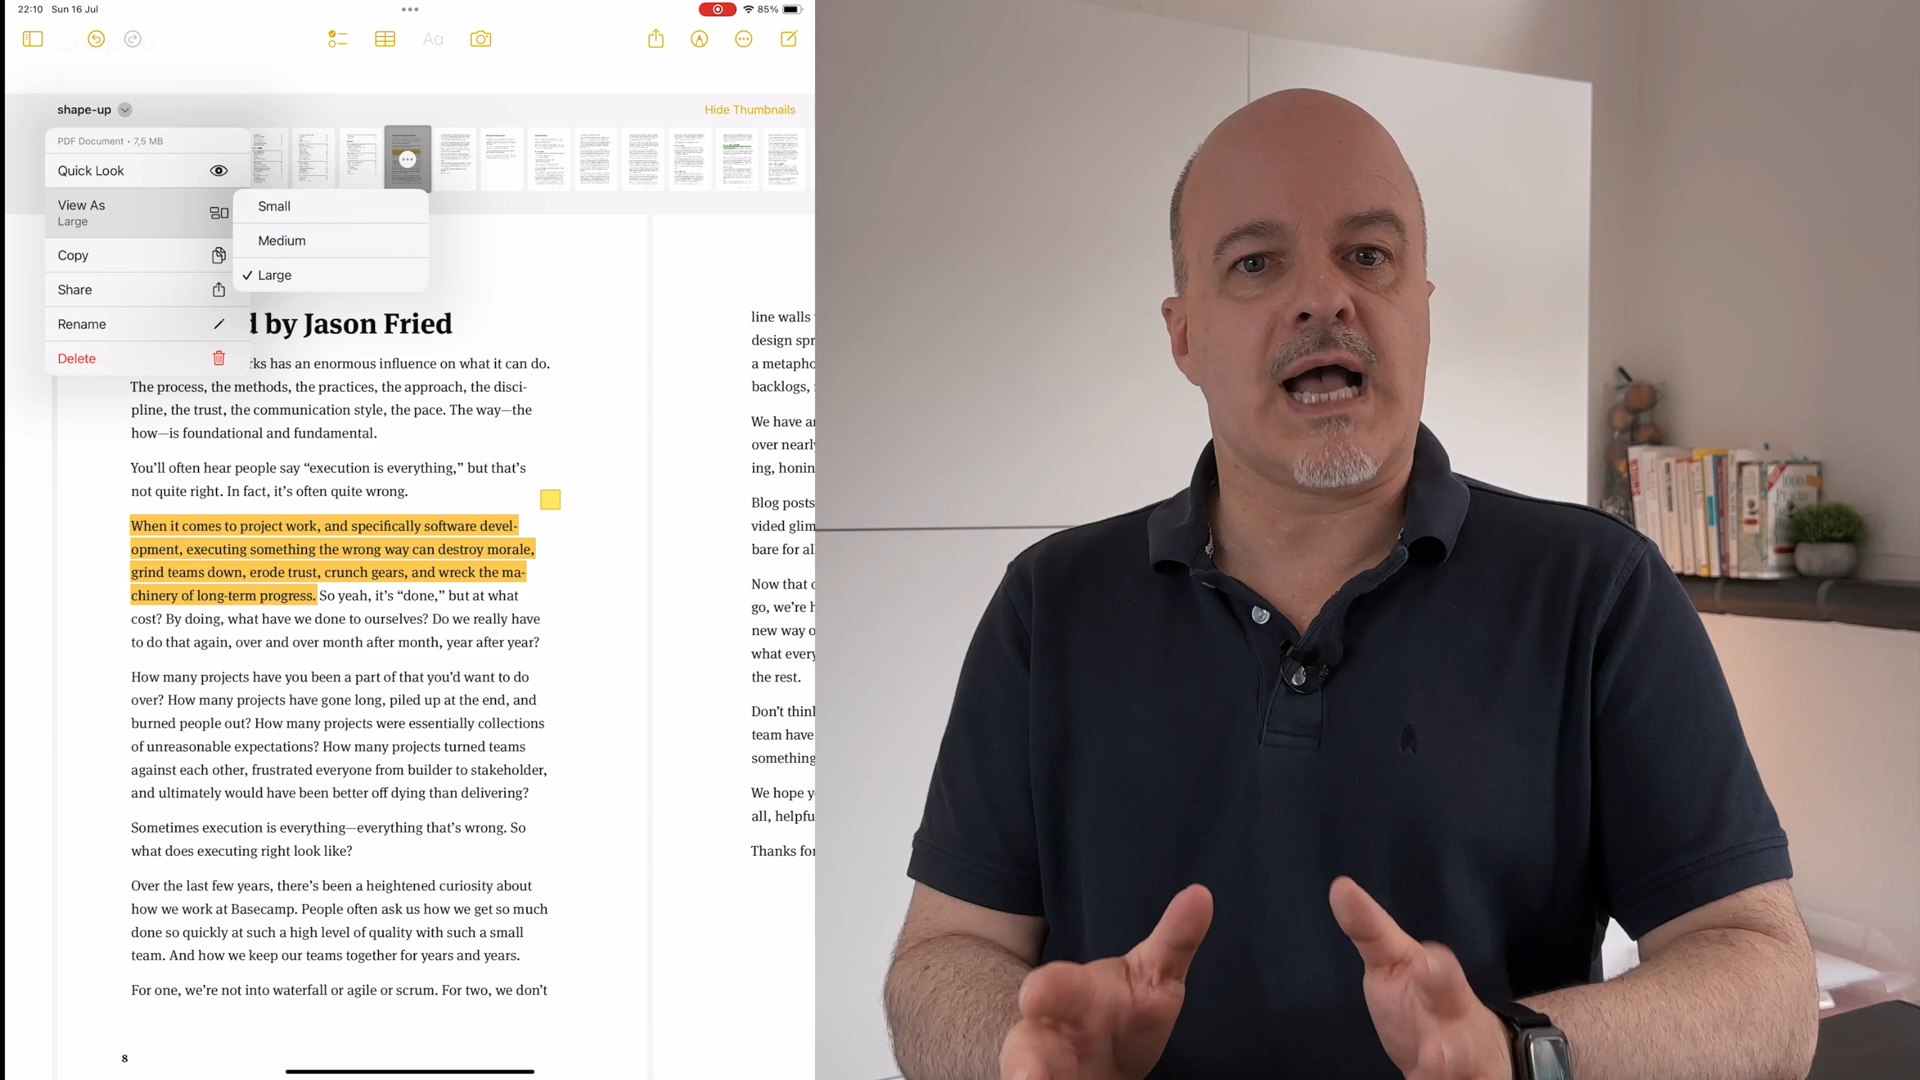 22:10 Sun 16 Jul
85%
Aa
shape-up
Hide Thumbnails
PDF Document • 7,5 MB
Quick Look
View As
Large
Copy
Share
Rename
Delete
Small
Medium
✓ Large
by Jason Fried
has an enormous influence on what it can do.
The process, the methods, the practices, the approach, the disci-
pline, the trust, the communication style, the pace. The way—the
how—is foundational and fundamental.
You’ll often hear people say “execution is everything,” but that’s
not quite right. In fact, it’s often quite wrong.
When it comes to project work, and specifically software devel-
opment, executing something the wrong way can destroy morale,
grind teams down, erode trust, crunch gears, and wreck the ma-
chinery of long-term progress. So yeah, it’s “done,” but at what
cost? By doing, what have we done to ourselves? Do we really have
to do that again, over and over month after month, year after year?
How many projects have you been a part of that you’d want to do
over? How many projects have gone long, piled up at the end, and
burned people out? How many projects were essentially collections
of unreasonable expectations? How many projects turned teams
against each other, frustrated everyone from builder to stakeholder,
and ultimately would have been better off dying than delivering?
Sometimes execution is everything—everything that’s wrong. So
what does executing right look like?
Over the last few years, there’s been a heightened curiosity about
how we work at Basecamp. People often ask us how we get so much
done so quickly at such a high level of quality with such a small
team. And how we keep our teams together for years and years.
For one, we’re not into waterfall or agile or scrum. For two, we don’t
8
line walls
design spr
a metapho
backlogs,
We have a
over nearl
ing, honin
Blog posts
vided glim
bare for al
Now that
go, we’re h
new way o
what every
the rest.
Don’t thin
team have
something
We hope y
all, helpfu
Thanks fo